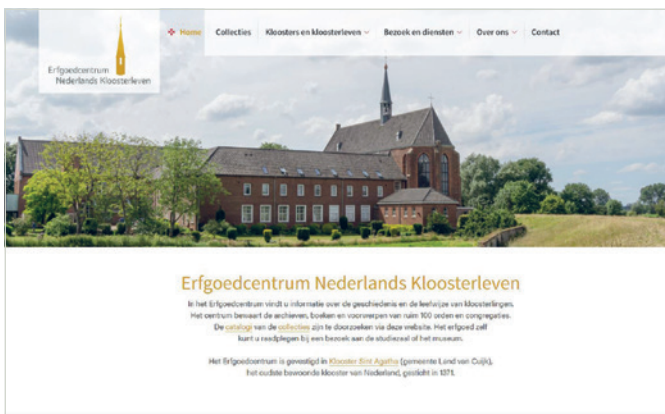 Home Collecties Kloosters en kloosterleven Bezoek en diensten Over ons Contact
Erfgoedcentrum
Nederlands Kloosterleven
Erfgoedcentrum Nederlands Kloosterleven
In het Erfgoedcentrum vindt u informatie over de geschiedenis en de leefwijze van kloosterlingen.
Het centrum bewaart de archieven, boeken en voorwerpen van ruim 100 orden en congregaties.
De catalogi van de collecties zijn te doorzoeken via deze website. Het erfgoed zelf
kunt u raadplegen bij een bezoek aan de studiezaal of het museum.
Het Erfgoedcentrum is gevestigd in Klooster Sint Agatha (gemeente Land van Cuijk),
het oudste bewoonde klooster van Nederland, gesticht in 1371.